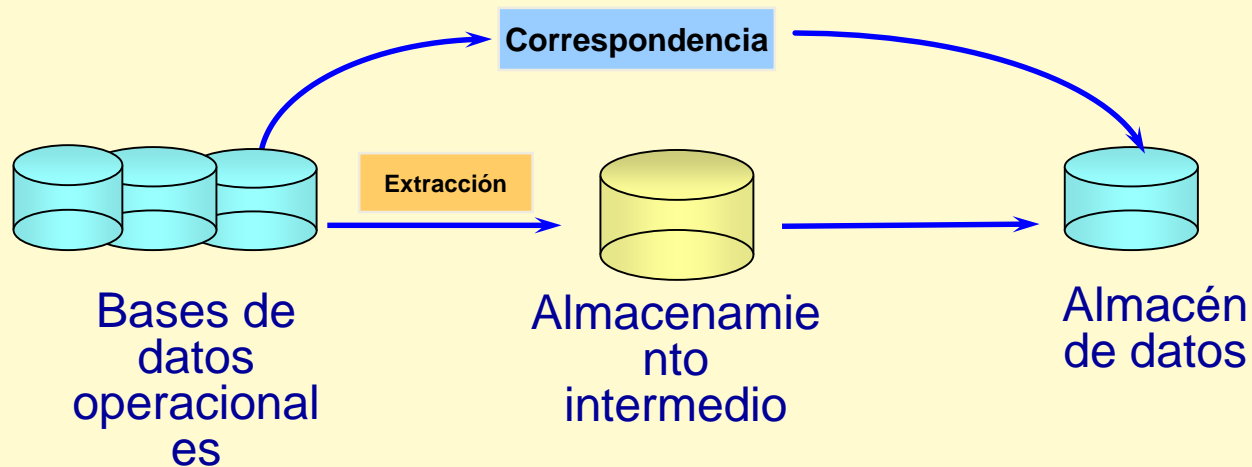 Correspondencia
Extracción
Bases de
datos
operacional
es
Almacenamie
nto
intermedio
Almacén
de datos